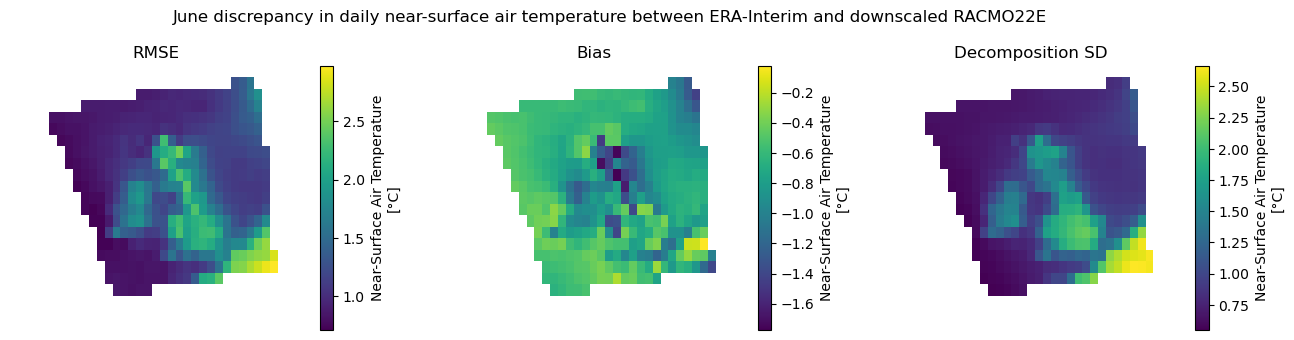 June discrepancy in daily near-surface air temperature between ERA-Interim and downscaled RACMO22E
RMSE
2.5
2.0
1.5
1.0
Near-Surface Air Temperature
[°C]
Bias
−0.2
−0.4
−0.6
−0.8
−1.0
−1.2
−1.4
−1.6
Near-Surface Air Temperature
[°C]
Decomposition SD
2.50
2.25
2.00
1.75
1.50
1.25
1.00
0.75
Near-Surface Air Temperature
[°C]